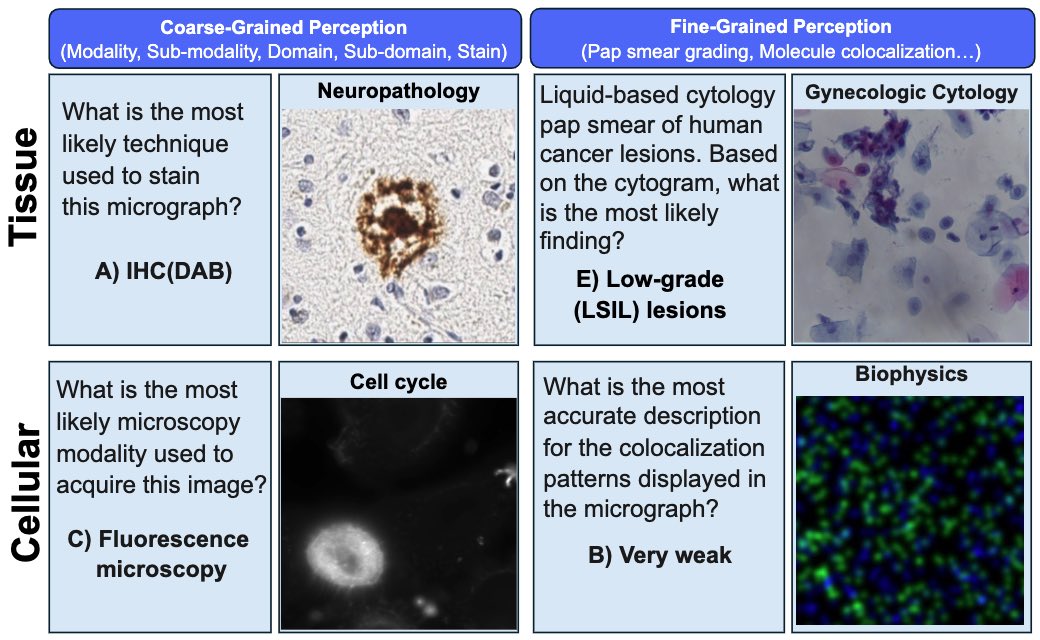 Coarse-Grained Perception
(Modality, Sub-modality, Domain, Sub-domain, Stain)
Fine-Grained Perception
(Pap smear grading, Molecule colocalization…)
Tissue
What is the most
likely technique
used to stain
this micrograph?
A) IHC(DAB)
Neuropathology
Liquid-based cytology
pap smear of human
cancer lesions. Based
on the cytogram, what
is the most likely
finding?
E) Low-grade
(LSIL) lesions
Gynecologic Cytology
Cellular
What is the most
likely microscopy
modality used to
acquire this image?
C) Fluorescence
microscopy
Cell cycle
What is the most
accurate description
for the colocalization
patterns displayed in
the micrograph?
B) Very weak
Biophysics